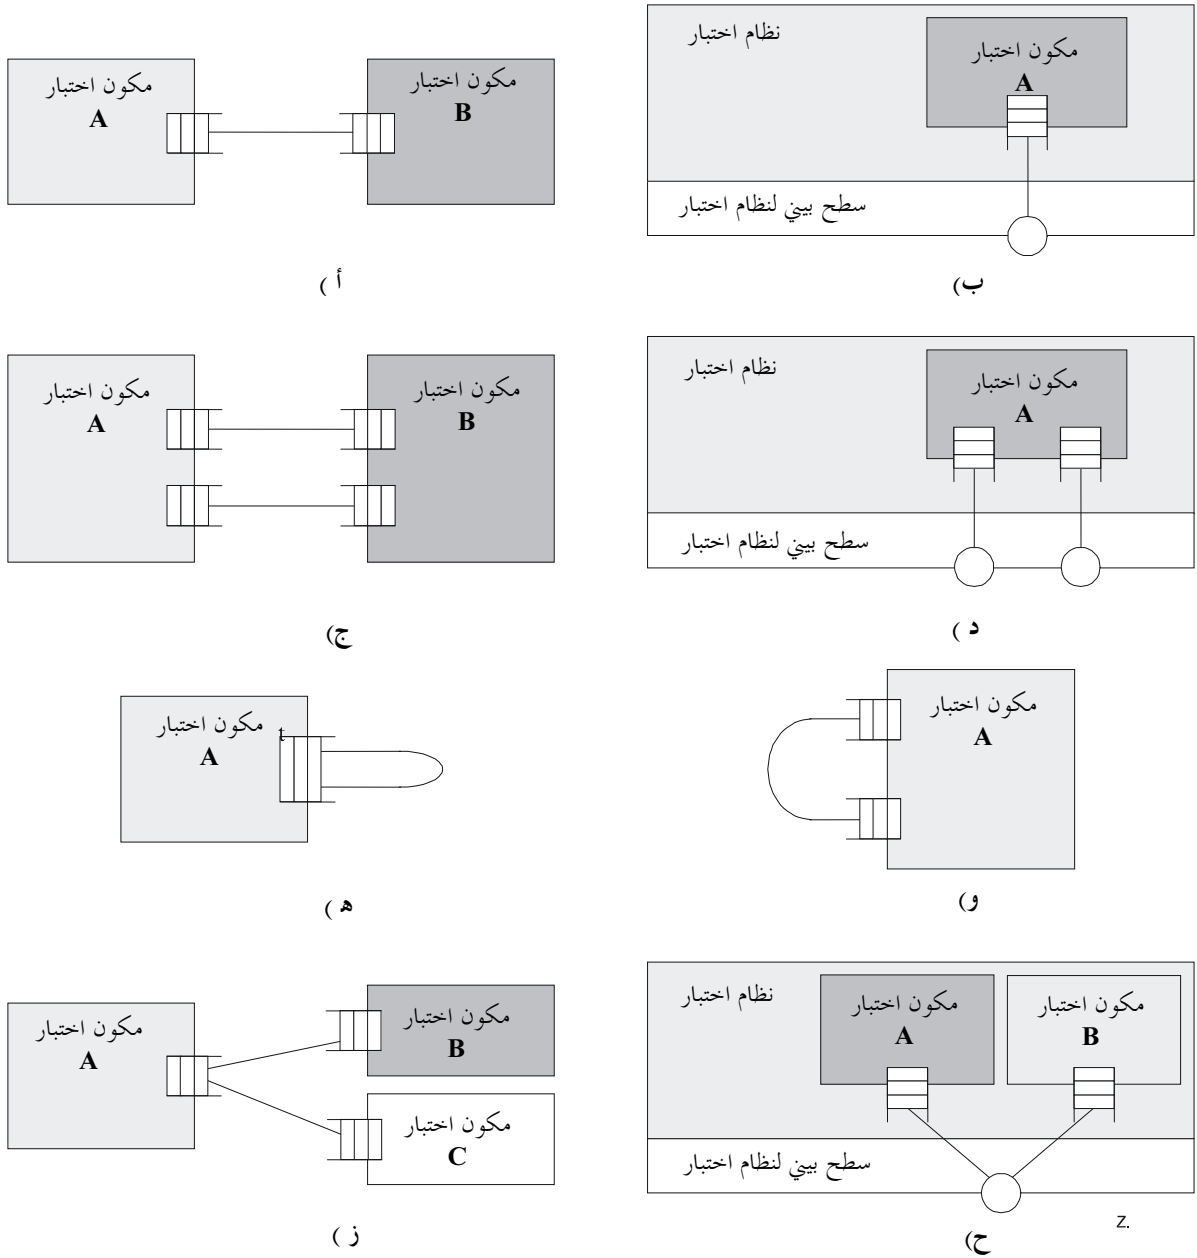 مكون اختبار
A
مكون اختبار
B
أ )
نظام اختبار
مكون اختبار
A
سطح بيني لنظام اختبار
ب)
مكون اختبار
A
مكون اختبار
B
ج)
نظام اختبار
مكون اختبار
A
سطح بيني لنظام اختبار
د )
مكون اختبار
t
A
ه )
مكون اختبار
A
و)
مكون اختبار
A
مكون اختبار
B
مكون اختبار
C
ز )
نظام اختبار
مكون اختبار
A
مكون اختبار
B
سطح بيني لنظام اختبار
ح)
Z.